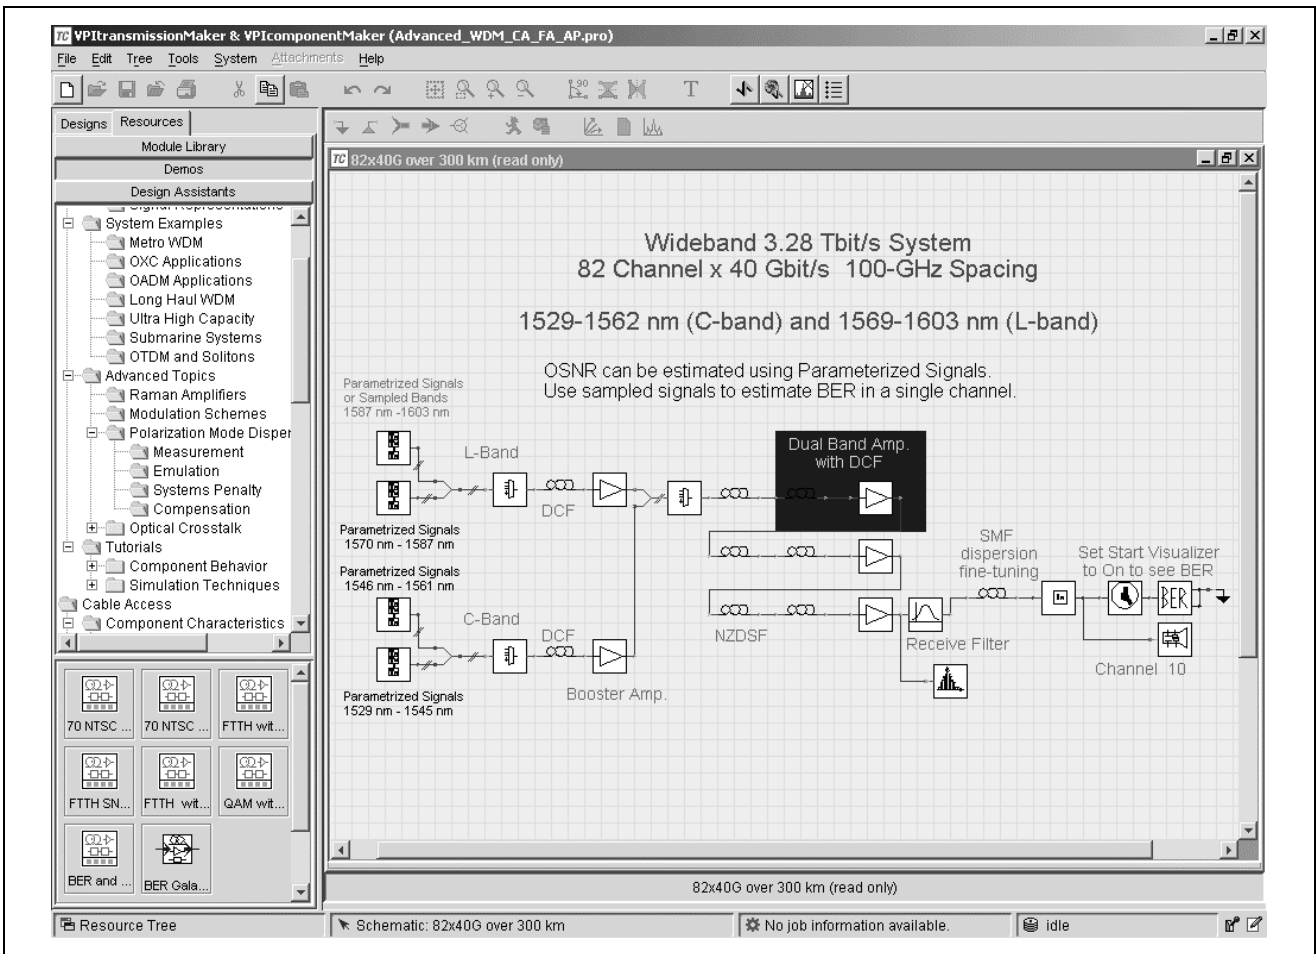 TC VPItransmissionMaker & VPIcomponentMaker (Advanced_WDM_CA_FA_AP.pro)
File Edit Tree Tools System Attachments Help
Designs Resources
Module Library
Demos
Design Assistants
Signal Representations
System Examples
Metro WDM
OXC Applications
OADM Applications
Long Haul WDM
Ultra High Capacity
Submarine Systems
OTDM and Solitons
Advanced Topics
Raman Amplifiers
Modulation Schemes
Polarization Mode Disper
Measurement
Emulation
Systems Penalty
Compensation
Optical Crosstalk
Tutorials
Component Behavior
Simulation Techniques
Cable Access
Component Characteristics
70 NTSC ...
70 NTSC ...
FTTH wit...
FTTH SN...
FTTH wit...
QAM wit...
BER and ...
BER Gala...
TC 82x40G over 300 km (read only)
Wideband 3.28 Tbit/s System
82 Channel x 40 Gbit/s 100-GHz Spacing
1529-1562 nm (C-band) and 1569-1603 nm (L-band)
OSNR can be estimated using Parameterized Signals.
Use sampled signals to estimate BER in a single channel.
Parametrized Signals
or Sampled Bands
1587 nm -1603 nm
L-Band
DCF
Parametrized Signals
1570 nm - 1587 nm
Parametrized Signals
1546 nm - 1561 nm
C-Band
DCF
Booster Amp.
Parametrized Signals
1529 nm - 1545 nm
Dual Band Amp.
with DCF
NZDSF
Receive Filter
SMF
dispersion
fine-tuning
Set Start Visualizer
to On to see BER
BER
Channel 10
82x40G over 300 km (read only)
Resource Tree
Schematic: 82x40G over 300 km
No job information available.
idle